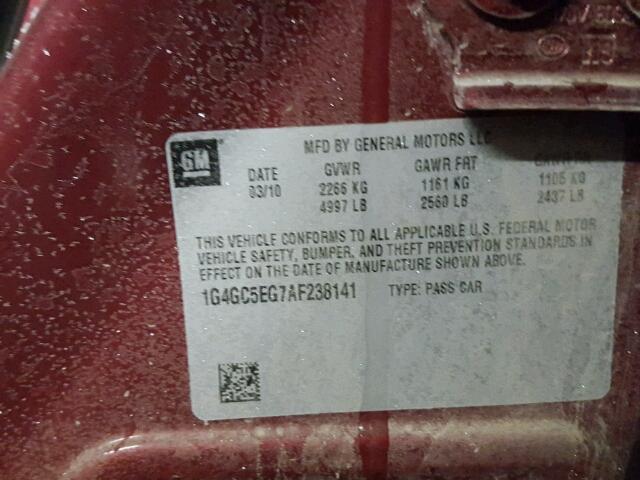 GM
MFD BY GENERAL MOTORS LLC
DATE GVWR GAWR FRT GAWR RR
03/10 2266 KG 1161 KG 1105 KG
4997 LB 2560 LB 2437 LB
THIS VEHICLE CONFORMS TO ALL APPLICABLE U.S. FEDERAL MOTOR
VEHICLE SAFETY, BUMPER, AND THEFT PREVENTION STANDARDS IN
EFFECT ON THE DATE OF MANUFACTURE SHOWN ABOVE.
1G4GC5EG7AF238141 TYPE: PASS CAR